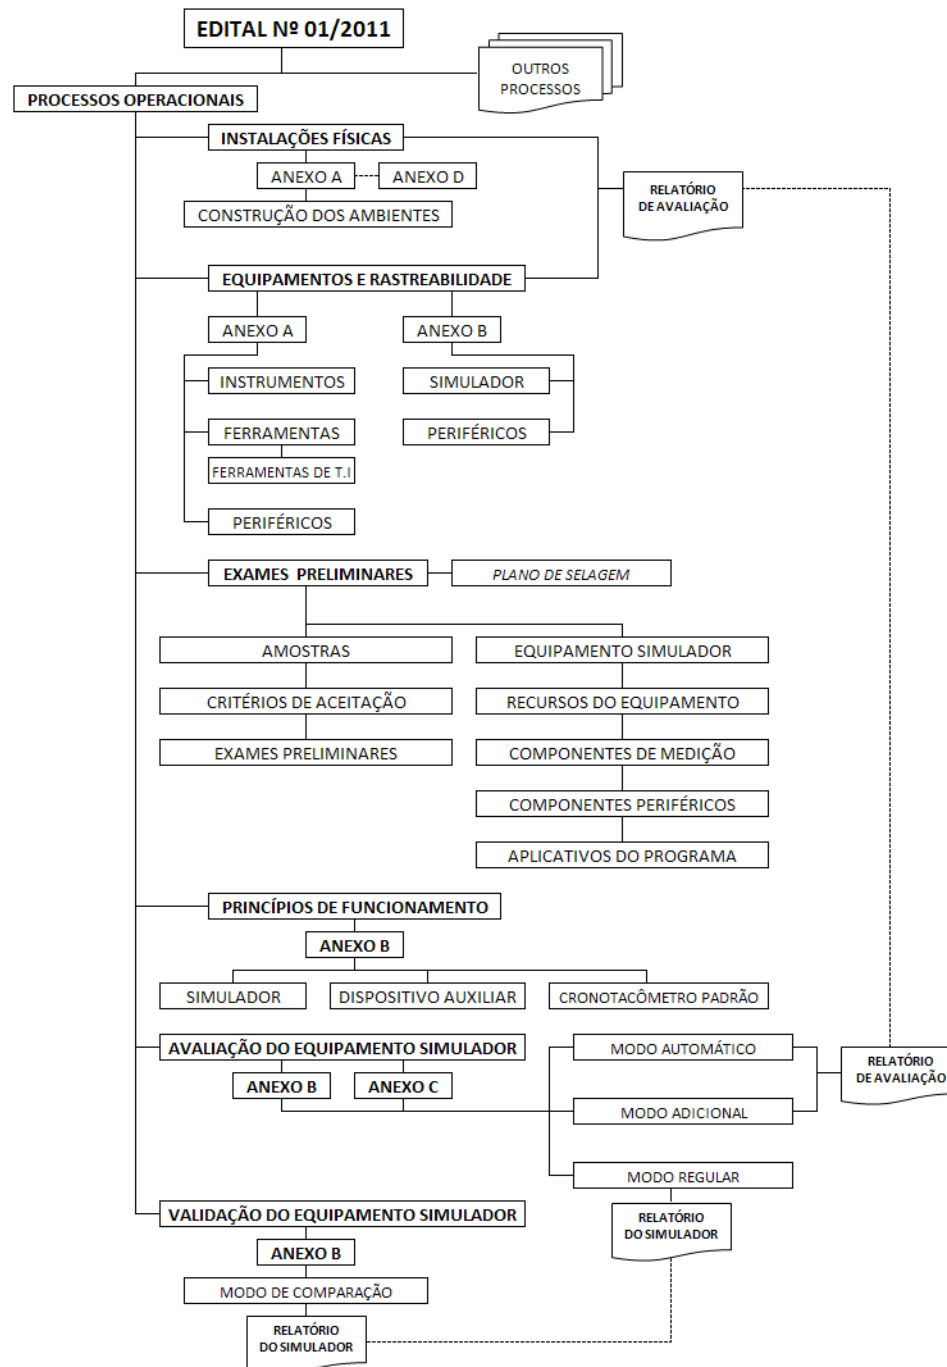 EDITAL Nº 01/2011
OUTROS
PROCESSOS
PROCESSOS OPERACIONAIS
INSTALAÇÕES FÍSICAS
ANEXO A
ANEXO D
CONSTRUÇÃO DOS AMBIENTES
RELATÓRIO
DE AVALIAÇÃO
EQUIPAMENTOS E RASTREABILIDADE
ANEXO A
ANEXO B
INSTRUMENTOS
SIMULADOR
FERRAMENTAS
PERIFÉRICOS
FERRAMENTAS DE T.I
PERIFÉRICOS
EXAMES PRELIMINARES
PLANO DE SELAGEM
AMOSTRAS
EQUIPAMENTO SIMULADOR
CRITÉRIOS DE ACEITAÇÃO
RECURSOS DO EQUIPAMENTO
EXAMES PRELIMINARES
COMPONENTES DE MEDIÇÃO
COMPONENTES PERIFÉRICOS
APLICATIVOS DO PROGRAMA
PRINCÍPIOS DE FUNCIONAMENTO
ANEXO B
SIMULADOR
DISPOSITIVO AUXILIAR
CRONOTACÔMETRO PADRÃO
AVALIAÇÃO DO EQUIPAMENTO SIMULADOR
MODO AUTOMÁTICO
RELATÓRIO
DE AVALIAÇÃO
ANEXO B
ANEXO C
MODO ADICIONAL
MODO REGULAR
RELATÓRIO
DO SIMULADOR
VALIDAÇÃO DO EQUIPAMENTO SIMULADOR
ANEXO B
MODO DE COMPARAÇÃO
RELATÓRIO
DO SIMULADOR